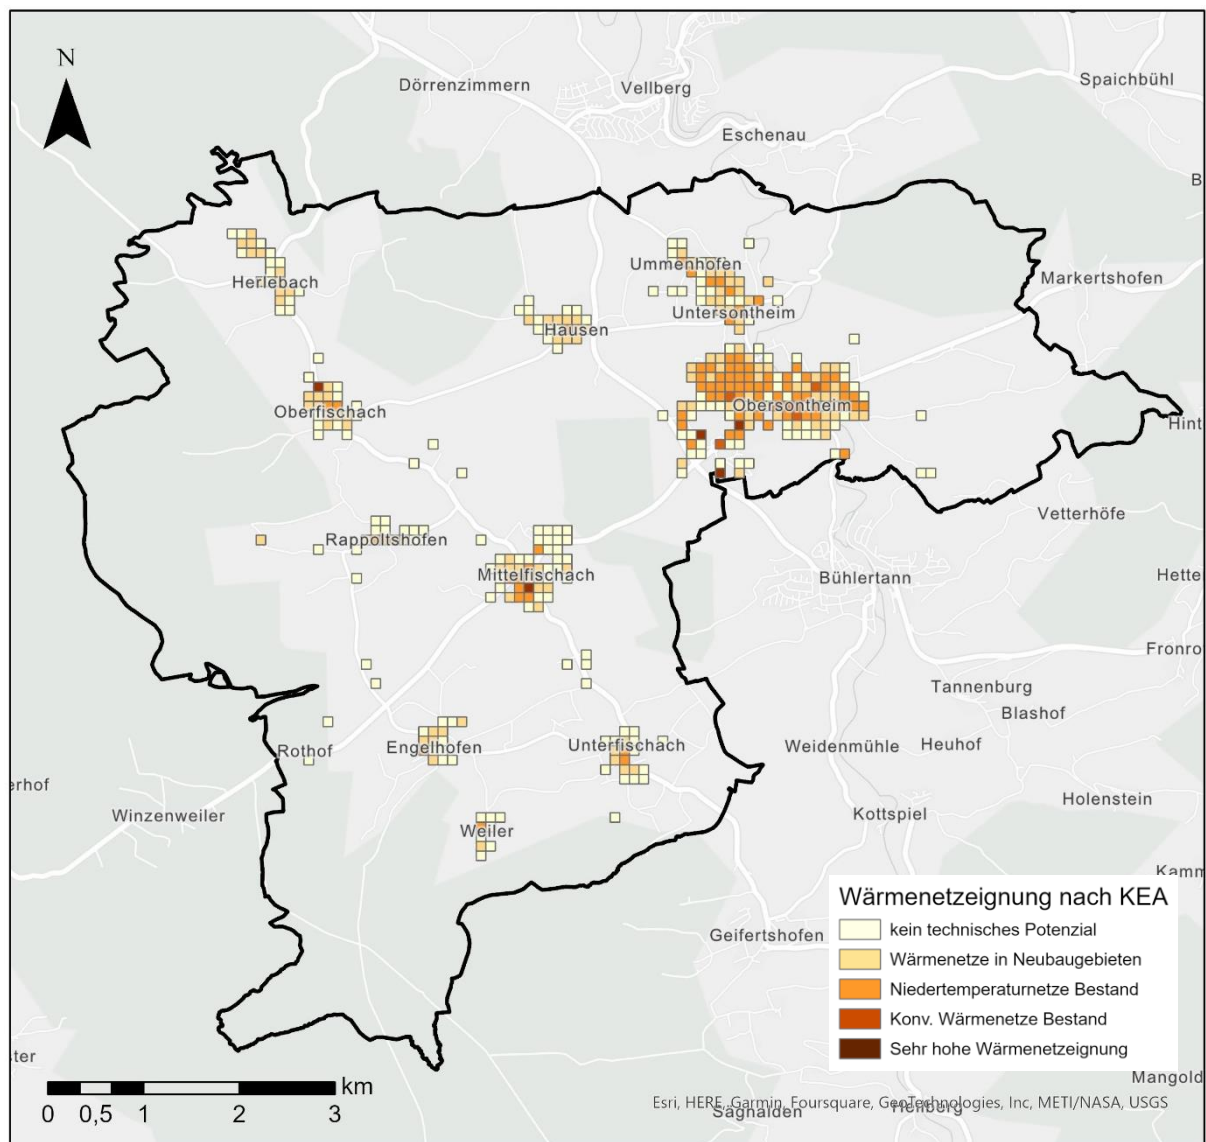 N
Dörrenzimmern
Vellberg
Spaichbühl
Eschenau
B
Ummenhofen
Herlebach
Markertshofen
Untersontheim
Hausen
Obersontheim
Oberfischach
Hint
Vetterhöfe
Rappoltshofen
Mittelfischach
Bühlertann
Hette
Fronro
Tannenburg
Blashof
Rothof
Engelhofen
Unterfischach
Weidenmühle
Heuhof
erhof
Winzenweiler
Holenstein
Kottspiel
Weiler
Kamm
Geifertshofen
Wärmenetzeignung nach KEA
kein technisches Potenzial
Wärmenetze in Neubaugebieten
Niedertemperaturnetze Bestand
Konv. Wärmenetze Bestand
Sehr hohe Wärmenetzeignung
ster
Mangold
km
0 0,5 1 2 3
Esri, HERE, Garmin, Foursquare, GeoTechnologies, Inc, METI/NASA, USGS
Sägnalden
Heilberg